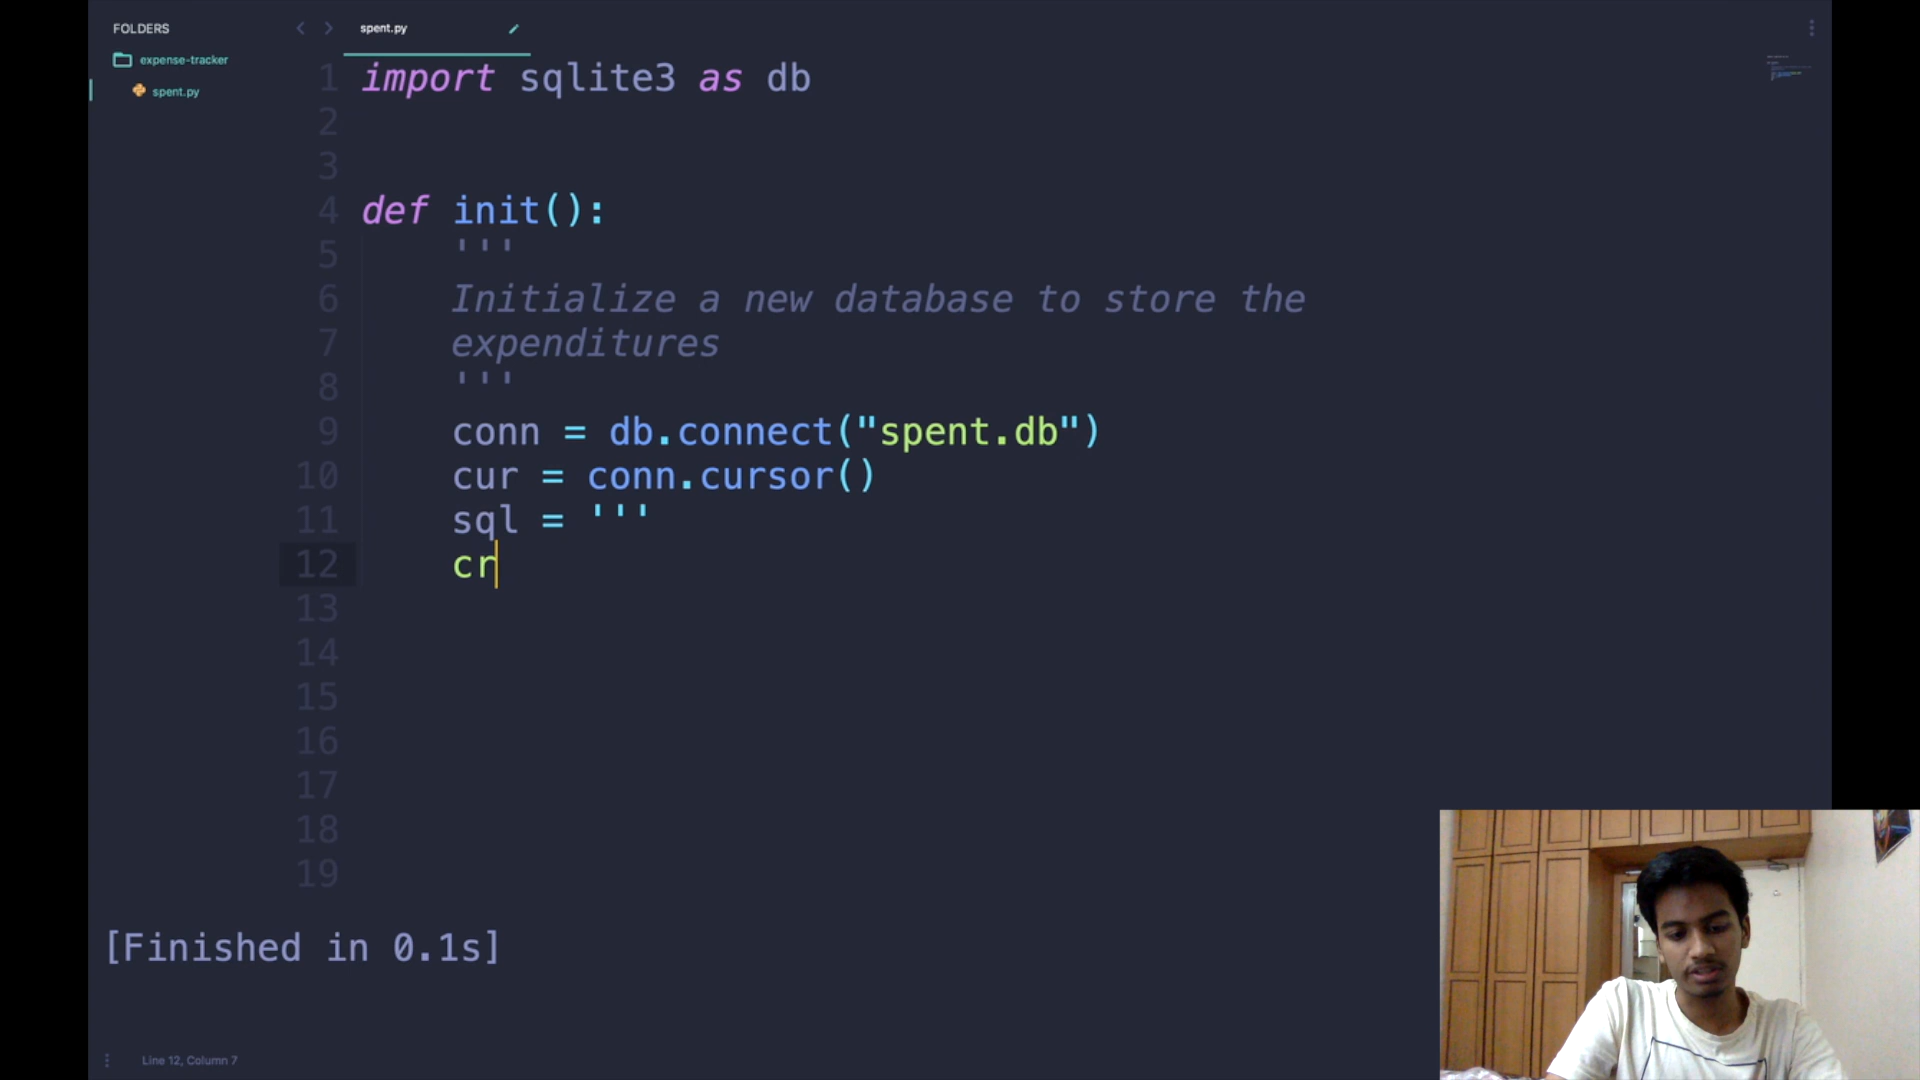 FOLDERS
expense-tracker
spent.py
spent.py
1 import sqlite3 as db
2
3
4 def init():
5 '''
6 Initialize a new database to store the
7 expenditures
8 '''
9 conn = db.connect("spent.db")
10 cur = conn.cursor()
11 sql = '''
12 cr
13
14
15
16
17
18
19
[Finished in 0.1s]
Line 12, Column 7